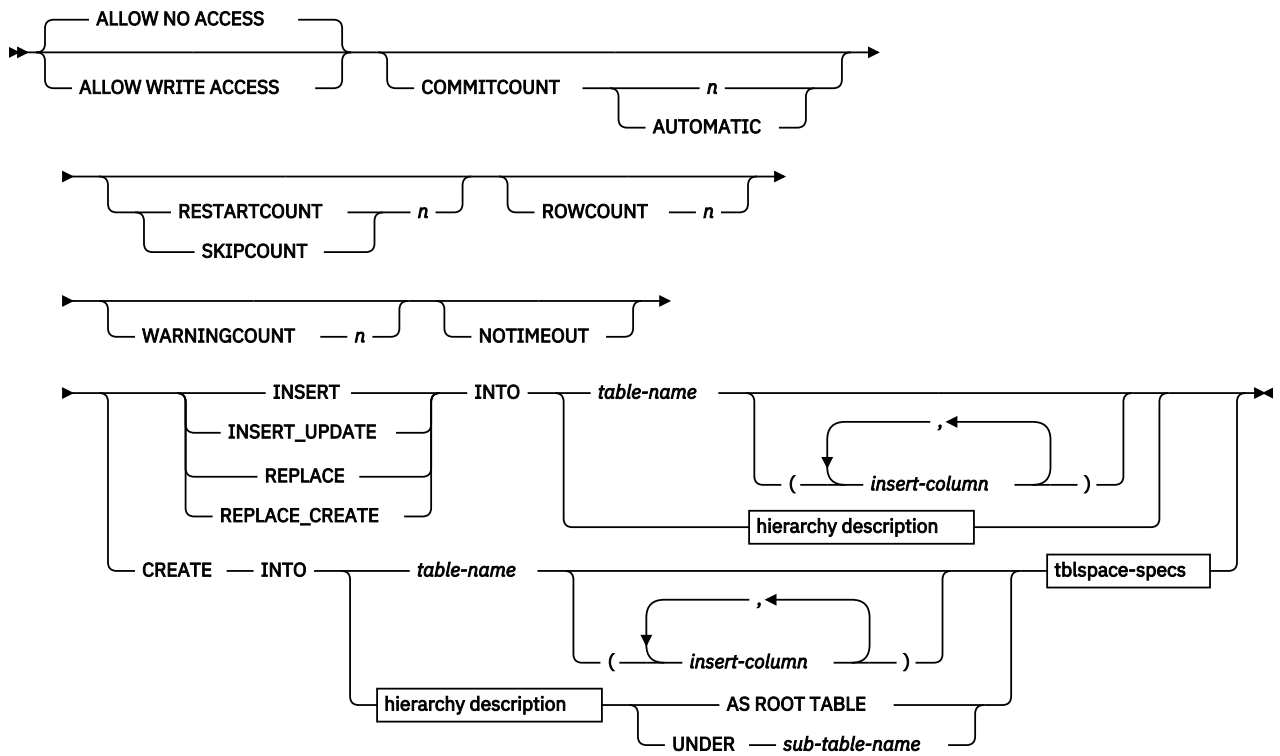 ALLOW NO ACCESS
ALLOW WRITE ACCESS
COMMITCOUNT n
AUTOMATIC
RESTARTCOUNT n
SKIPCOUNT
ROWCOUNT n
WARNINGCOUNT n
NOTIMEOUT
INSERT INTO table-name
INSERT_UPDATE ,
REPLACE ( insert-column )
REPLACE_CREATE
hierarchy description
CREATE INTO table-name tblspace-specs
,
( insert-column )
hierarchy description AS ROOT TABLE
UNDER sub-table-name